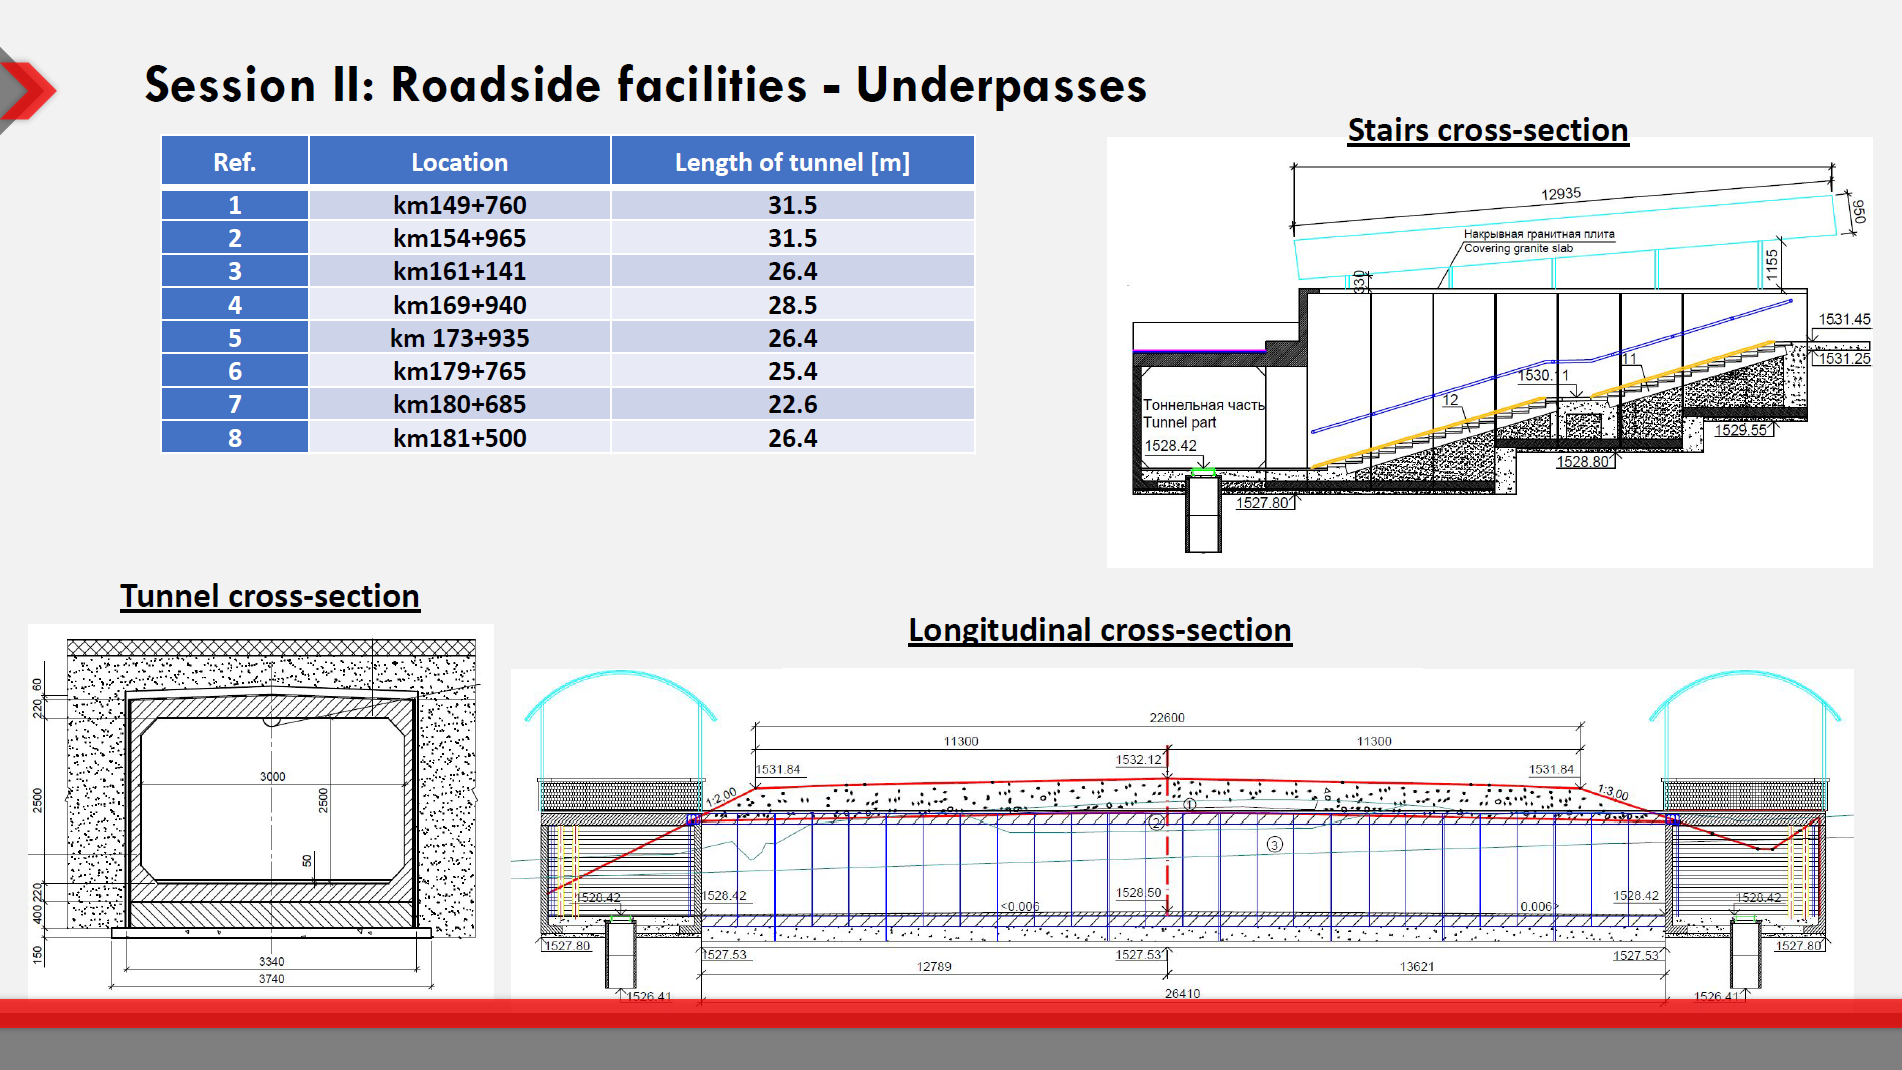 Session II: Roadside facilities - Underpasses
Ref. Location Length of tunnel [m]
1 km149+760 31.5
2 km154+965 31.5
3 km161+141 26.4
4 km169+940 28.5
5 km 173+935 26.4
6 km179+765 25.4
7 km180+685 22.6
8 km181+500 26.4
Stairs cross-section
12935
950
Накрывная гранитная плита
Covering granite slab
1155
330
1531.45
1531.25
11
1530.11
12
Тоннельная часть
Tunnel part
1528.42
1529.55
1528.80
1527.80
Tunnel cross-section
60
220
3000
2500
2500
50
220
400
150
3340
3740
Longitudinal cross-section
22600
11300 11300
1532.12
1531.84 1531.84
1:2,00 1:3,00
1
2
3
1528.42 1528.42 1528.50 1528.42 1528.42
<0.006 0.006>
1527.80 1527.80
1527.53 1527.53 1527.53
12789 13621
26410
1526.41 1526.41